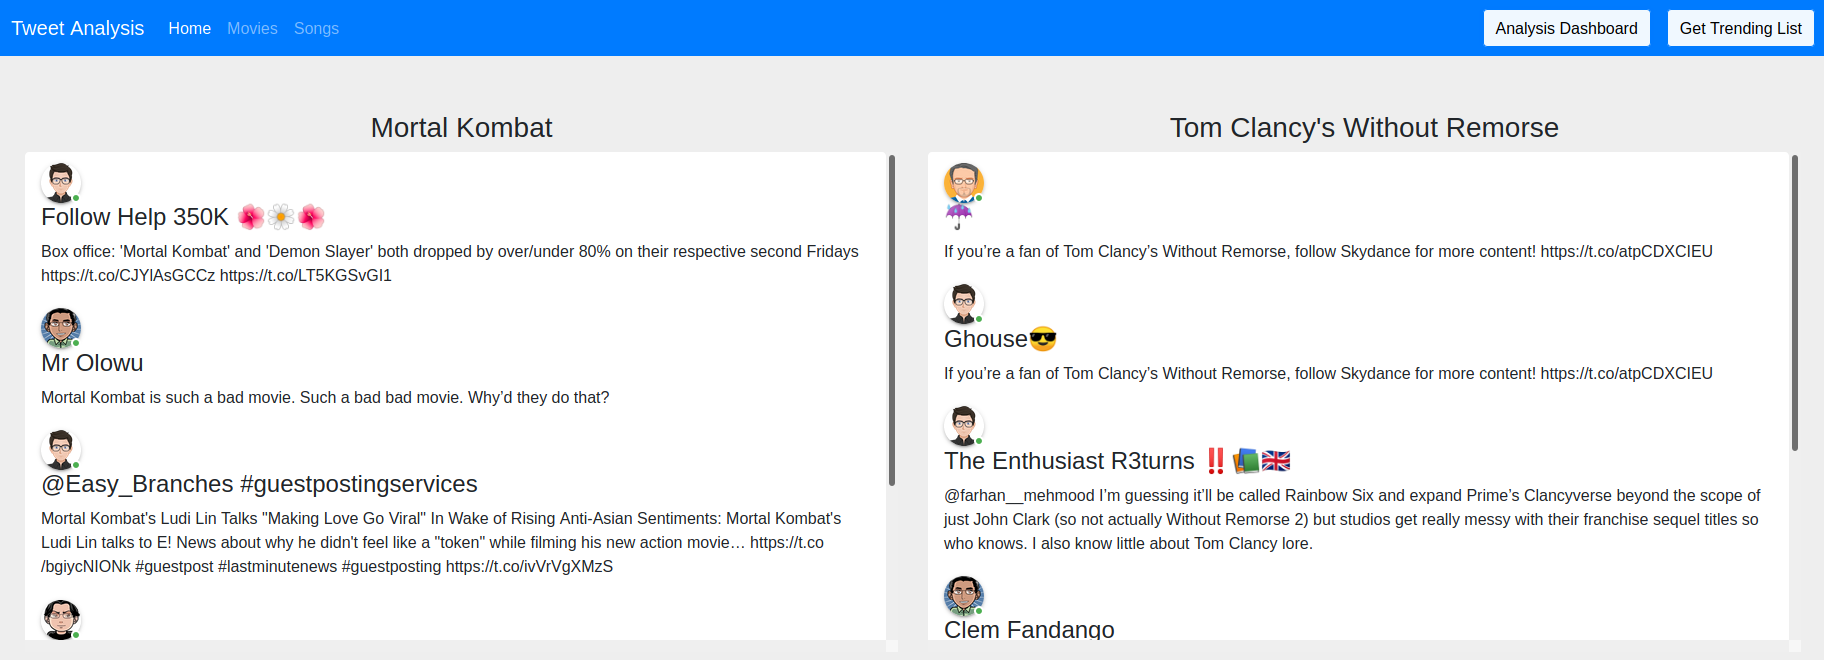 Tweet Analysis Home Movies Songs Analysis Dashboard Get Trending List
Mortal Kombat
Follow Help 350K 🌺🌼🌺
Box office: 'Mortal Kombat' and 'Demon Slayer' both dropped by over/under 80% on their respective second Fridays
https://t.co/CJYlAsGCCz https://t.co/LT5KGSvGI1
Mr Olowu
Mortal Kombat is such a bad movie. Such a bad bad movie. Why’d they do that?
@Easy_Branches #guestpostingservices
Mortal Kombat's Ludi Lin Talks "Making Love Go Viral" In Wake of Rising Anti-Asian Sentiments: Mortal Kombat's
Ludi Lin talks to E! News about why he didn't feel like a "token" while filming his new action movie… https://t.co
/bgiycNIONk #guestpost #lastminutenews #guestposting https://t.co/ivVrVgXMzS
Tom Clancy's Without Remorse
☔
If you’re a fan of Tom Clancy’s Without Remorse, follow Skydance for more content! https://t.co/atpCDXCIEU
Ghouse😎
If you’re a fan of Tom Clancy’s Without Remorse, follow Skydance for more content! https://t.co/atpCDXCIEU
The Enthusiast R3turns ‼️📚🇬🇧
@farhan__mehmood I’m guessing it’ll be called Rainbow Six and expand Prime’s Clancyverse beyond the scope of
just John Clark (so not actually Without Remorse 2) but studios get really messy with their franchise sequel titles so
who knows. I also know little about Tom Clancy lore.
Clem Fandango